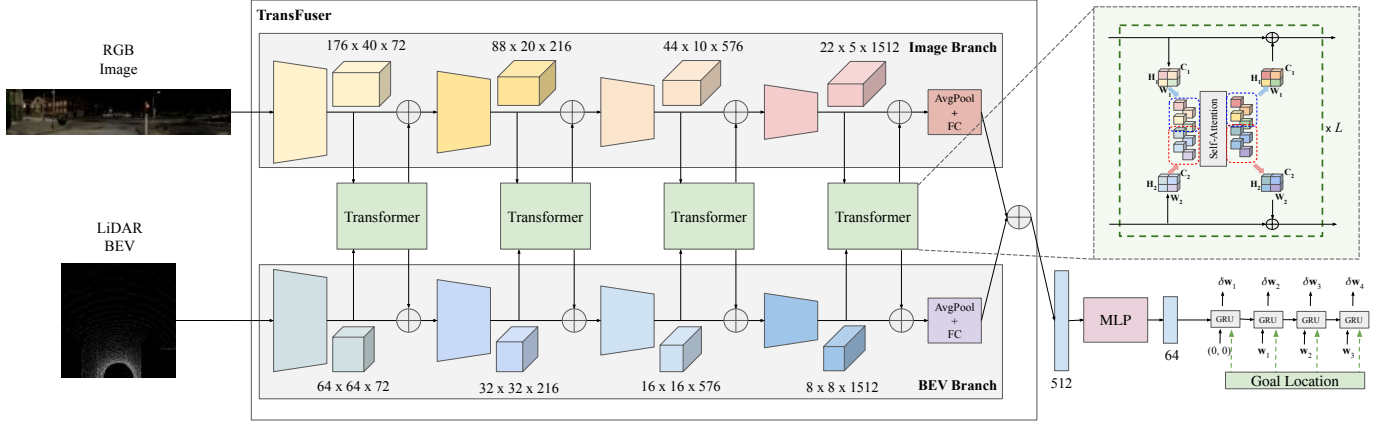 TransFuser
RGB
Image
176 x 40 x 72
88 x 20 x 216
44 x 10 x 576
22 x 5 x 1512
Image Branch
AvgPool
+
FC
Transformer
Transformer
Transformer
Transformer
LiDAR
BEV
AvgPool
+
FC
64 x 64 x 72
32 x 32 x 216
16 x 16 x 576
8 x 8 x 1512
BEV Branch
H₁
C₁
W₁
H₁
C₁
W₁
Self-Attention
x L
H₂
C₂
W₂
H₂
C₂
W₂
512
MLP
64
δw₁
δw₂
δw₃
δw₄
GRU
GRU
GRU
GRU
(0, 0)
w₁
w₂
w₃
Goal Location